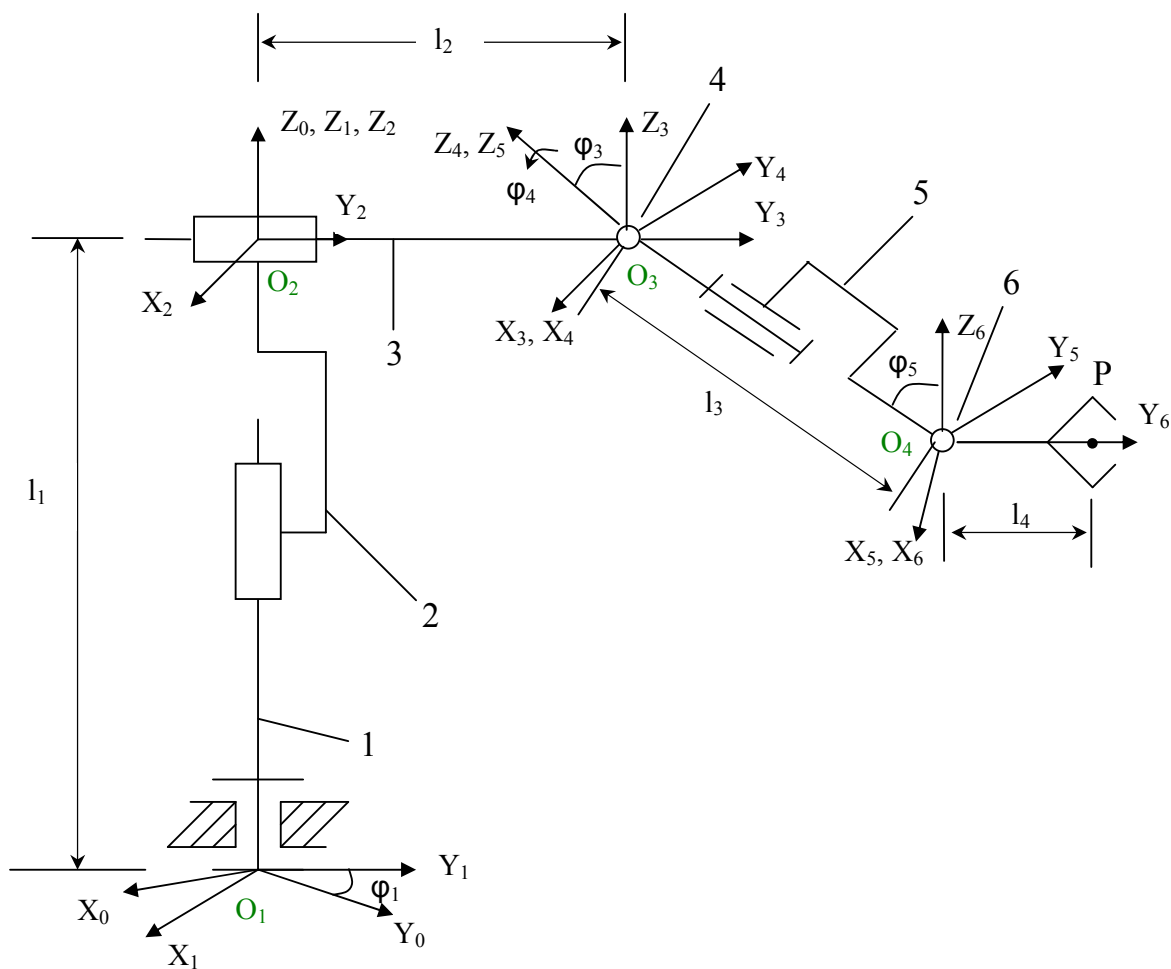 l₂
4
Z₀, Z₁, Z₂
Z₃
Z₄, Z₅
φ₃
φ₄
Y₄
5
Y₂
Y₃
O₂
O₃
6
X₂
X₃, X₄
3
Z₆
Y₅
φ₅
P
l₃
Y₆
O₄
l₁
l₄
X₅, X₆
2
1
Y₁
φ₁
X₀
O₁
Y₀
X₁